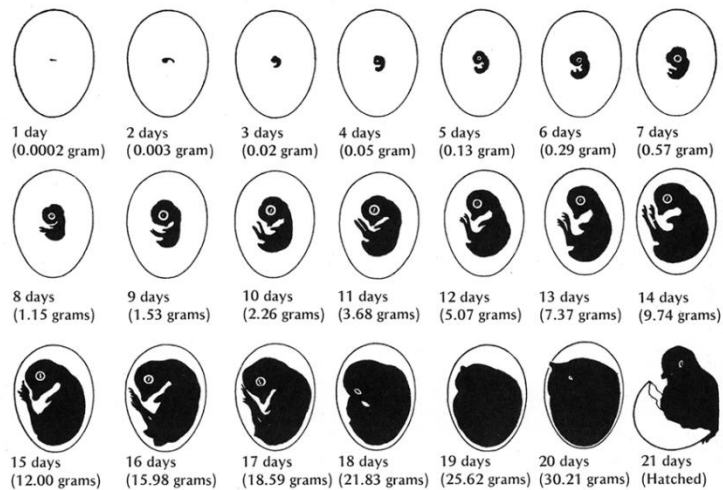 1 day
(0.0002 gram)
2 days
(0.003 gram)
3 days
(0.02 gram)
4 days
(0.05 gram)
5 days
(0.13 gram)
6 days
(0.29 gram)
7 days
(0.57 gram)
8 days
(1.15 grams)
9 days
(1.53 grams)
10 days
(2.26 grams)
11 days
(3.68 grams)
12 days
(5.07 grams)
13 days
(7.37 grams)
14 days
(9.74 grams)
15 days
(12.00 grams)
16 days
(15.98 grams)
17 days
(18.59 grams)
18 days
(21.83 grams)
19 days
(25.62 grams)
20 days
(30.21 grams)
21 days
(Hatched)